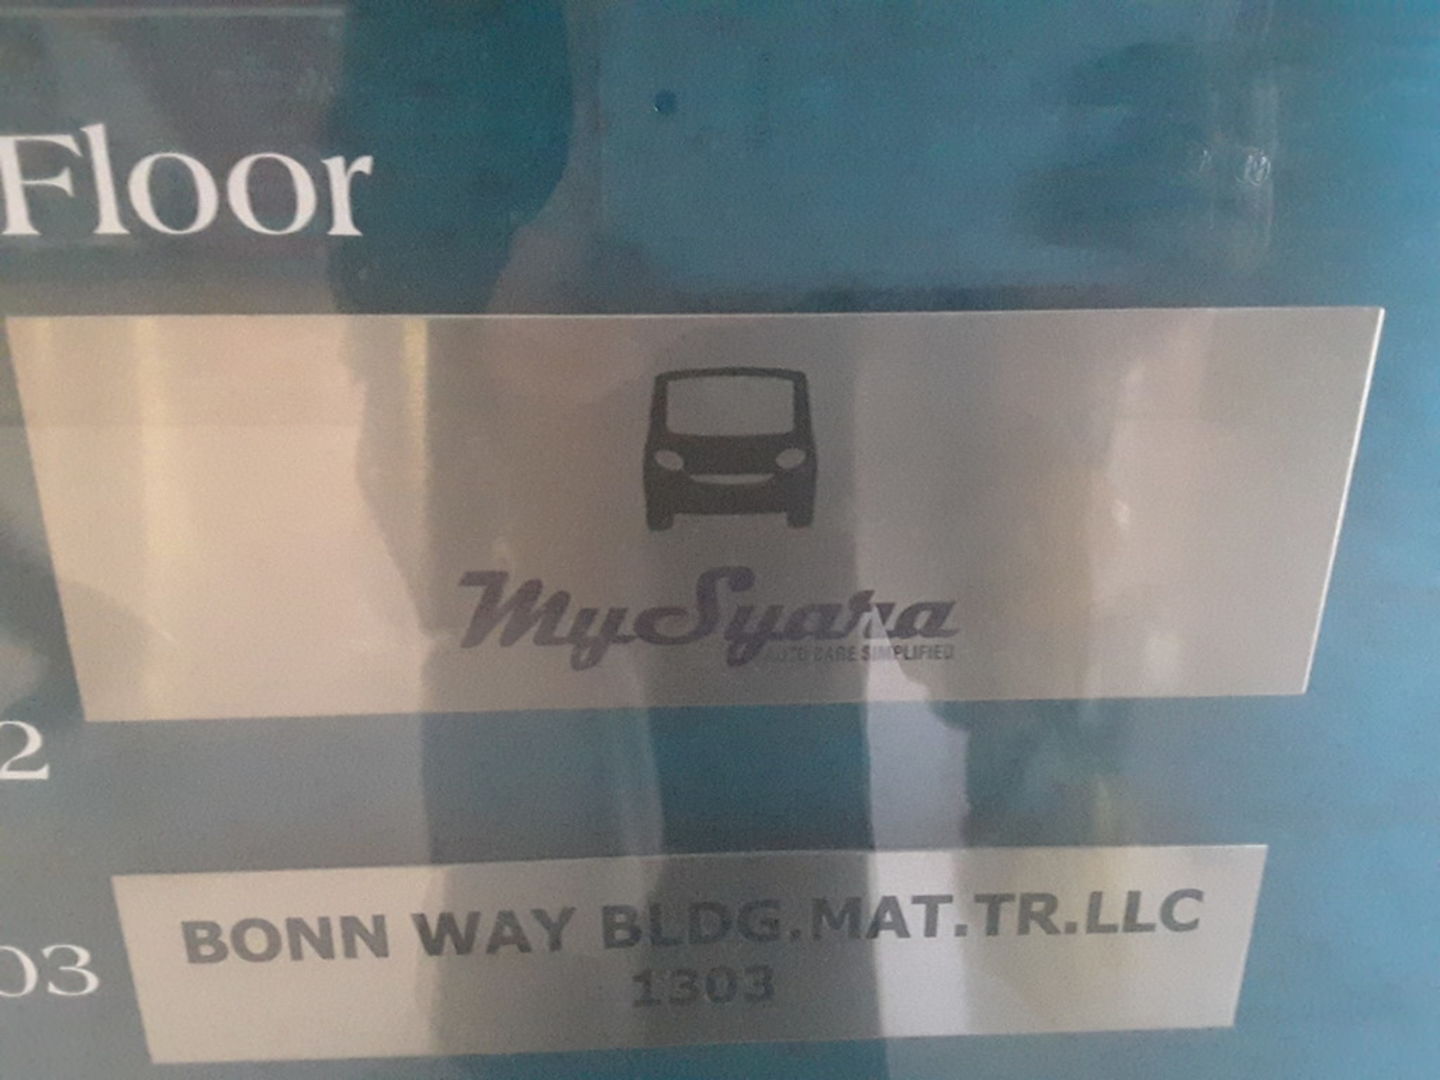 Floor
MySyara
AUTO CARE SIMPLIFIED
2
BONN WAY BLDG.MAT.TR.LLC
03
1303